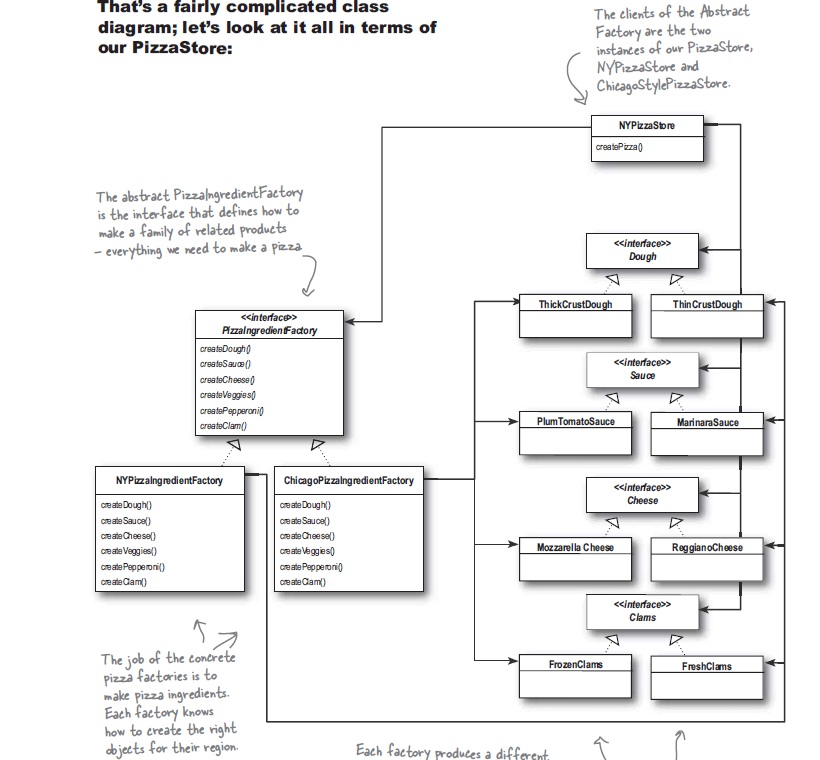 That's a fairly complicated class
diagram; let's look at it all in terms of
our PizzaStore:
The clients of the Abstract
Factory are the two
instances of our PizzaStore,
NYPizzaStore and
ChicagoStylePizzaStore.
NYPizzaStore
createPizza()
The abstract PizzaIngredientFactory
is the interface that defines how to
make a family of related products
– everything we need to make a pizza
<<interface>>
Dough
ThickCrustDough
ThinCrustDough
<<interface>>
PizzaIngredientFactory
createDough()
createSauce()
createCheese()
createVeggies()
createPepperoni()
createClam()
<<interface>>
Sauce
PlumTomatoSauce
MarinaraSauce
NYPizzaIngredientFactory
createDough()
createSauce()
createCheese()
createVeggies()
createPepperoni()
createClam()
ChicagoPizzaIngredientFactory
createDough()
createSauce()
createCheese()
createVeggies()
createPepperoni()
createClam()
<<interface>>
Cheese
Mozzarella Cheese
ReggianoCheese
<<interface>>
Clams
FrozenClams
FreshClams
The job of the concrete
pizza factories is to
make pizza ingredients.
Each factory knows
how to create the right
objects for their region.
Each factory produces a different